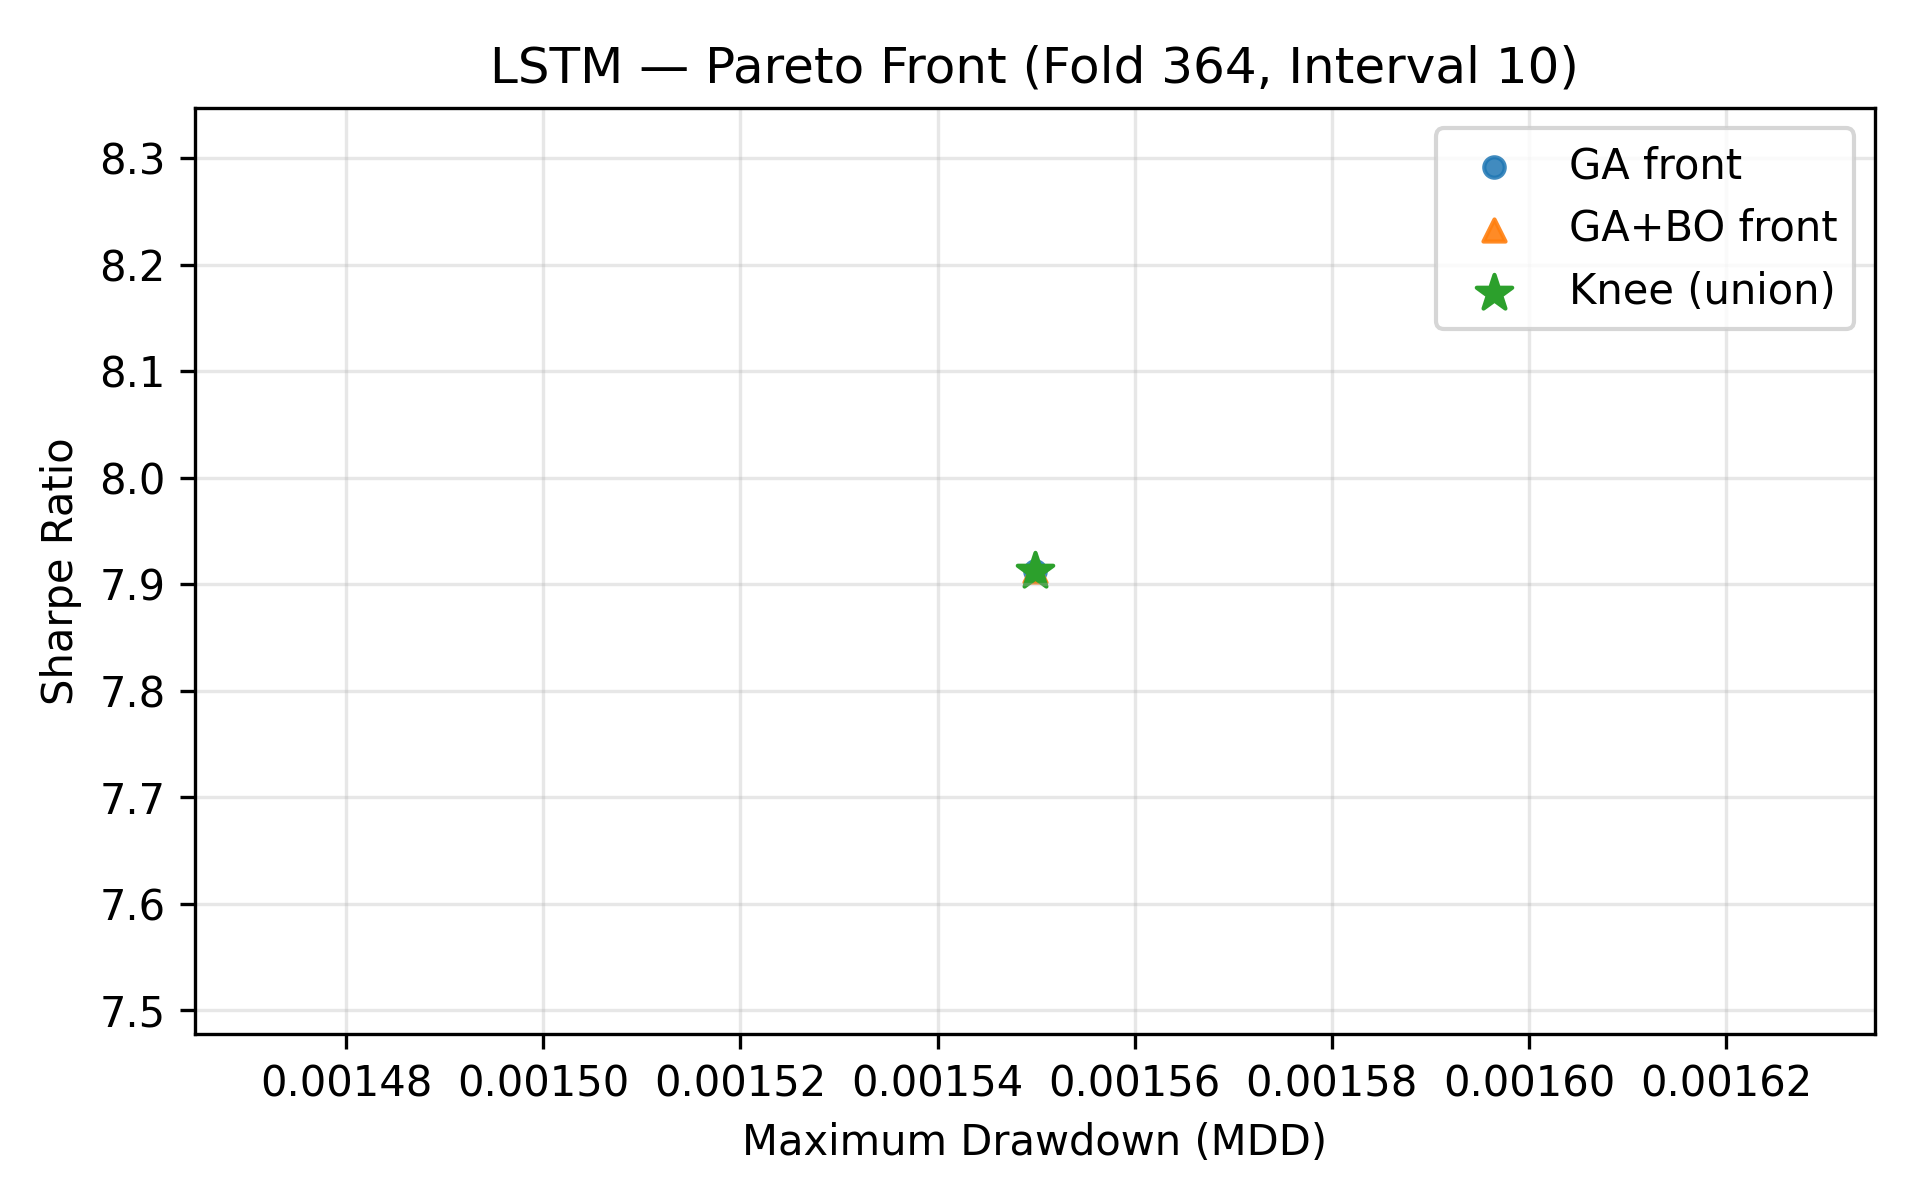 LSTM — Pareto Front (Fold 364, Interval 10)
GA front
GA+BO front
Knee (union)
Sharpe Ratio
8.3
8.2
8.1
8.0
7.9
7.8
7.7
7.6
7.5
0.00148 0.00150 0.00152 0.00154 0.00156 0.00158 0.00160 0.00162
Maximum Drawdown (MDD)